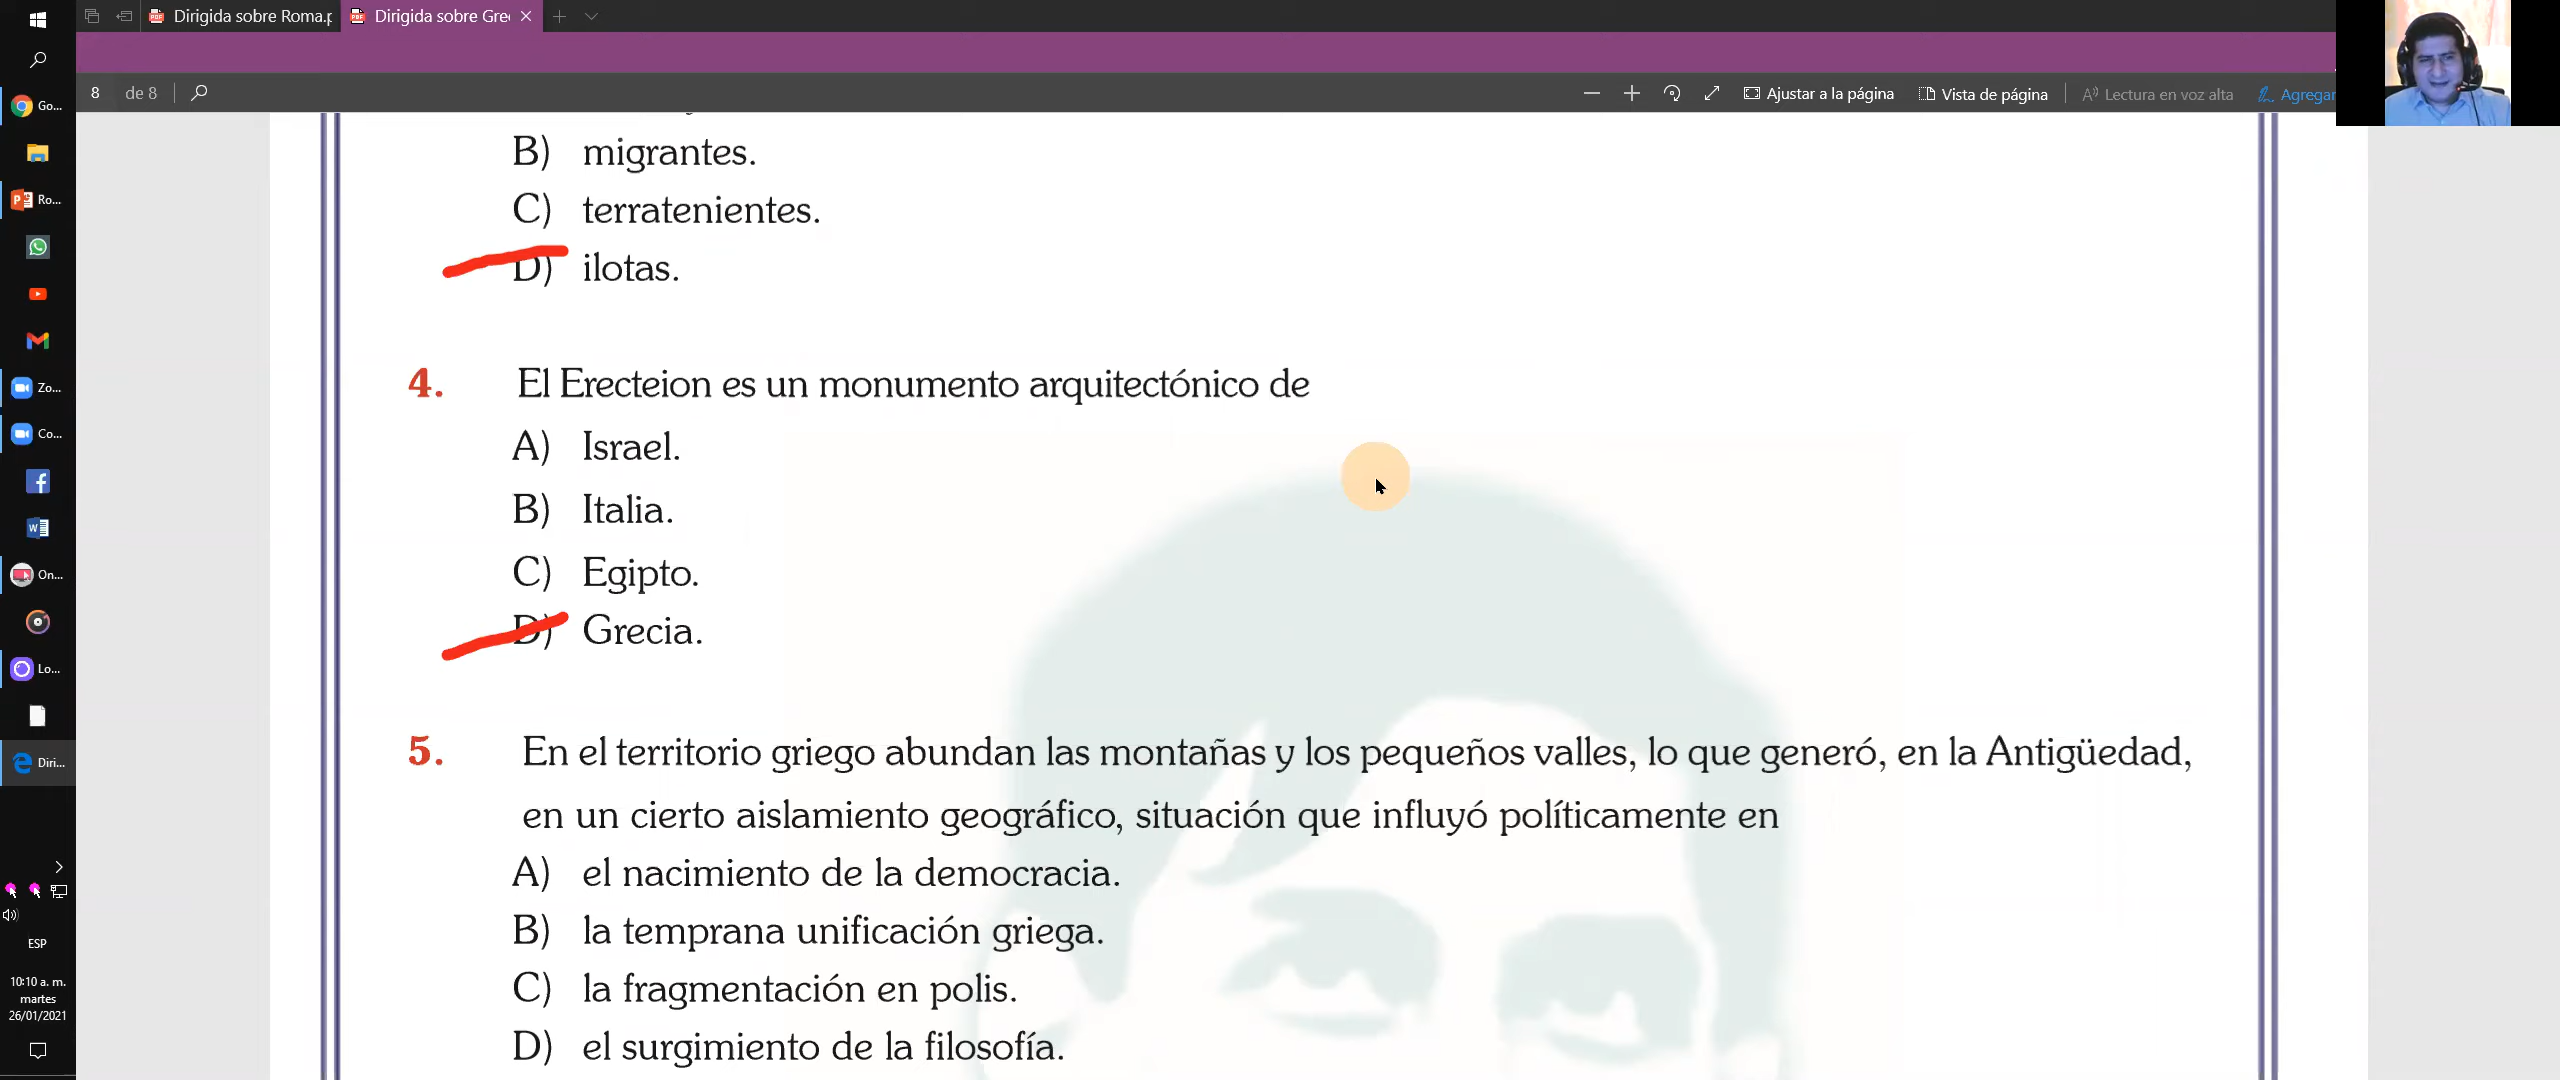 Dirigida sobre Roma.p
Dirigida sobre Gre
8 de 8
Ajustar a la página
Vista de página
Lectura en voz alta
Agregar
Go...
Ro...
Zo...
Co...
On...
Lo...
Diri...
ESP
10:10 a. m.
martes
26/01/2021
B) migrantes.
C) terratenientes.
D) ilotas.
4. El Erecteion es un monumento arquitectónico de
A) Israel.
B) Italia.
C) Egipto.
D) Grecia.
5. En el territorio griego abundan las montañas y los pequeños valles, lo que generó, en la Antigüedad,
en un cierto aislamiento geográfico, situación que influyó políticamente en
A) el nacimiento de la democracia.
B) la temprana unificación griega.
C) la fragmentación en polis.
D) el surgimiento de la filosofía.